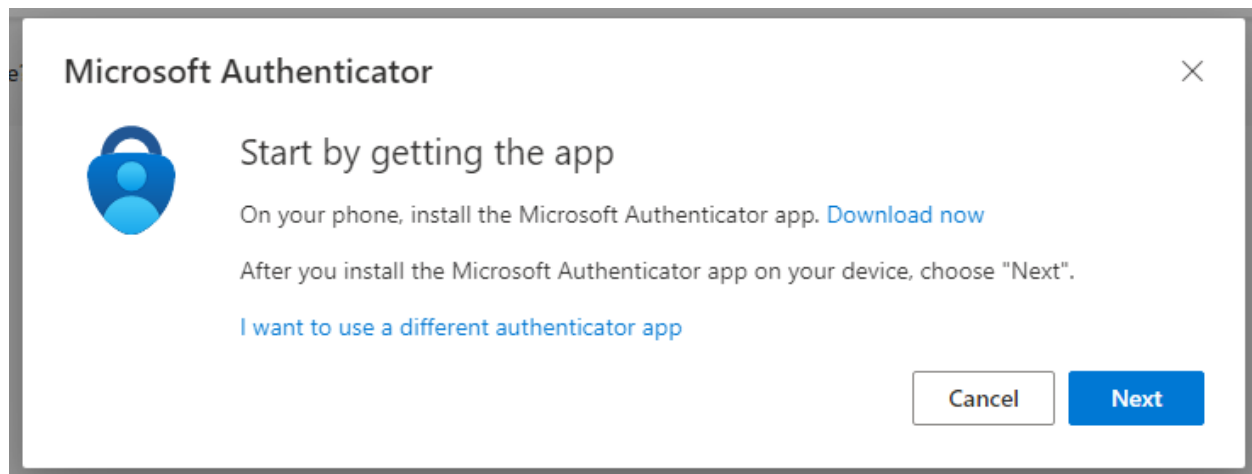 Microsoft Authenticator
Start by getting the app
On your phone, install the Microsoft Authenticator app. Download now
After you install the Microsoft Authenticator app on your device, choose "Next".
I want to use a different authenticator app
Cancel
Next